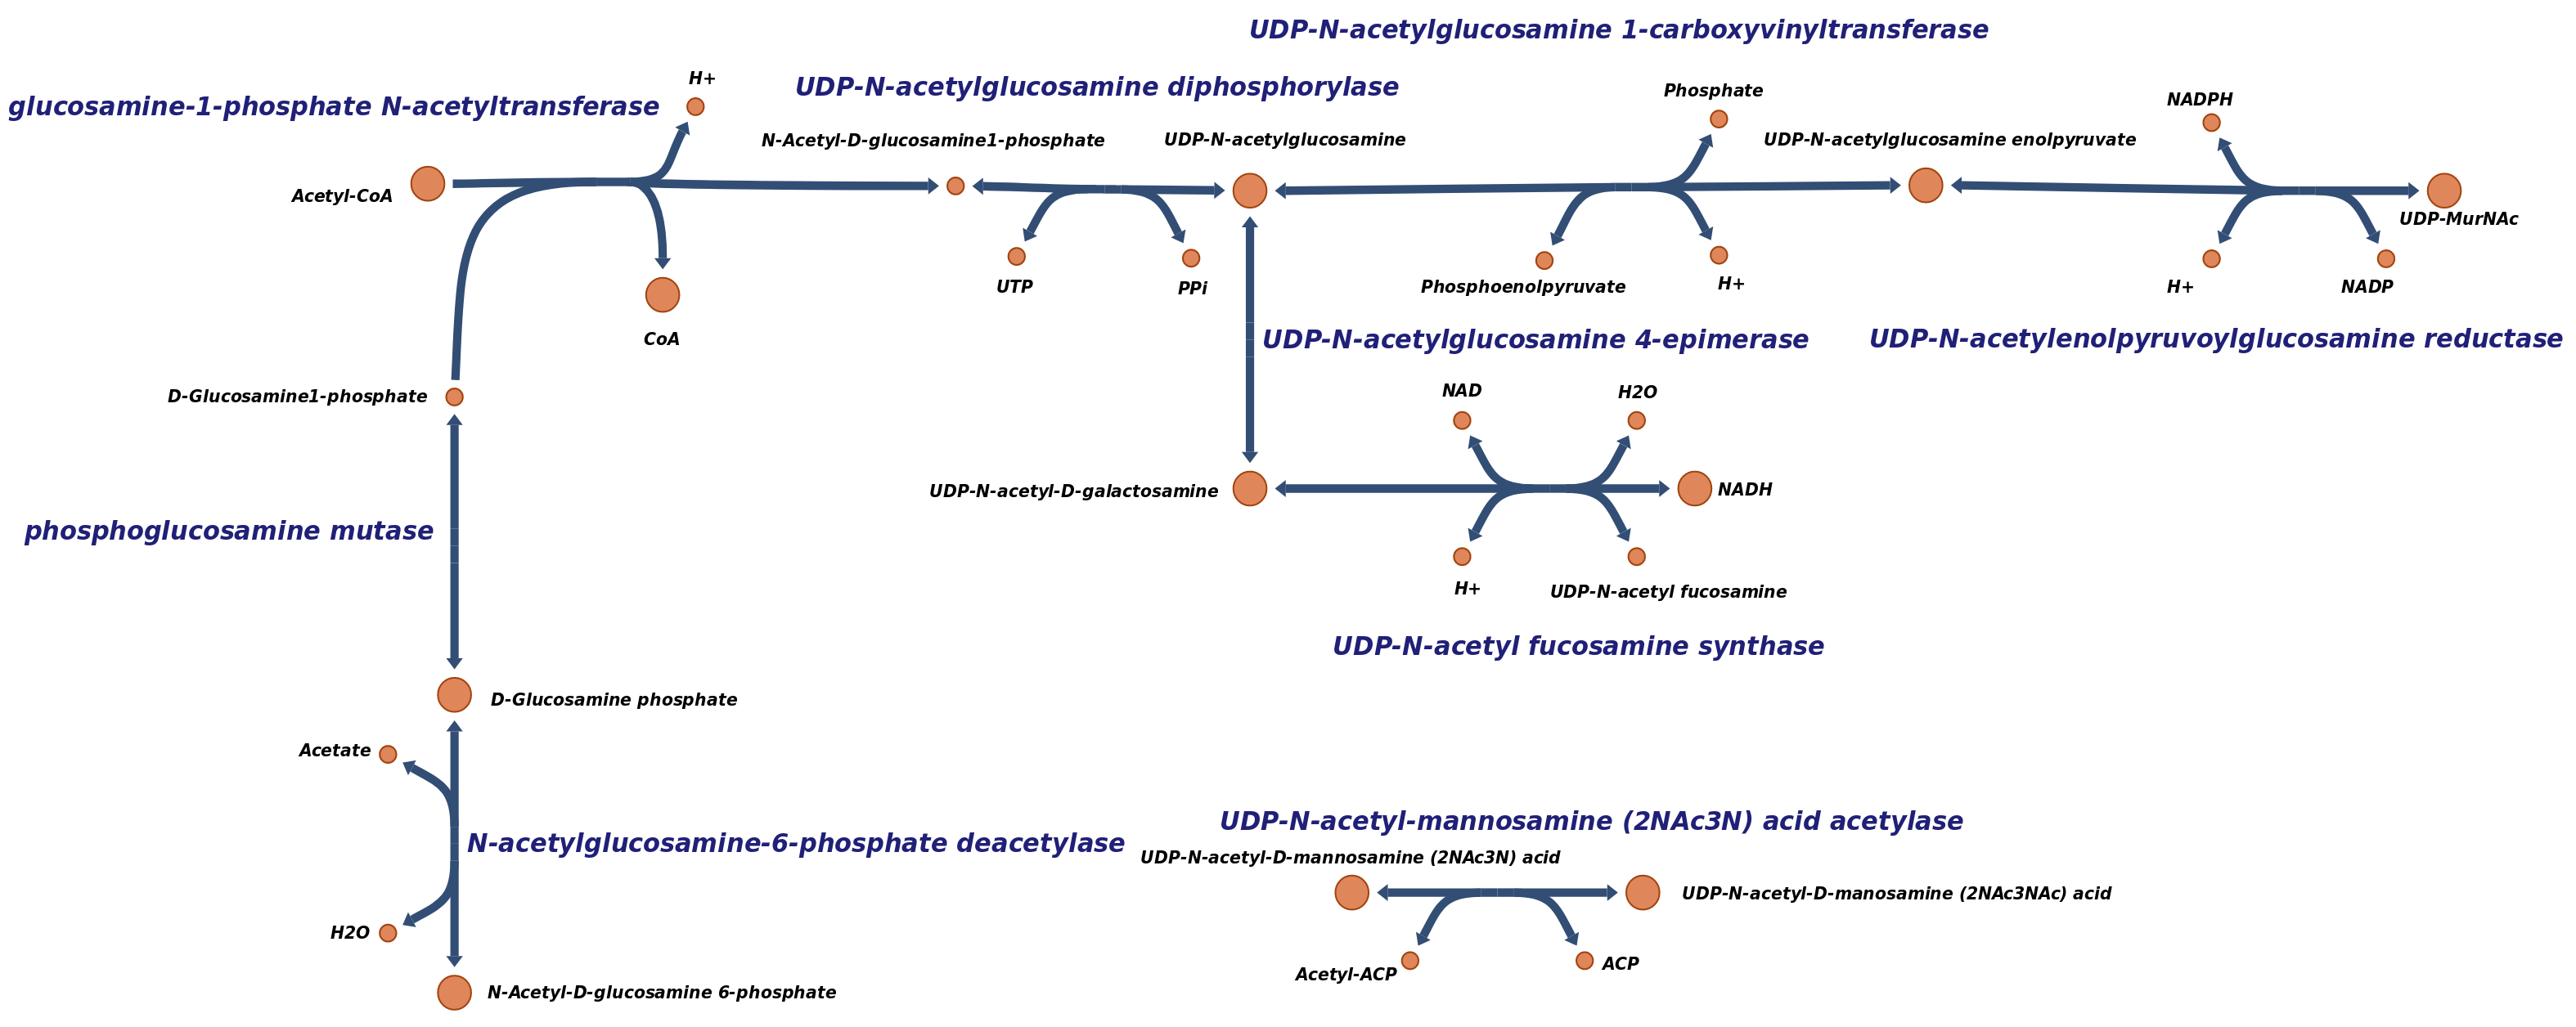 UDP-N-acetylglucosamine 1-carboxyvinyltransferase
H+
UDP-N-acetylglucosamine diphosphorylase
Phosphate
NADPH
glucosamine-1-phosphate N-acetyltransferase
N-Acetyl-D-glucosamine1-phosphate
UDP-N-acetylglucosamine
UDP-N-acetylglucosamine enolpyruvate
Acetyl-CoA
UDP-MurNAc
UTP
PPi
Phosphoenolpyruvate
H+
H+
NADP
CoA
UDP-N-acetylglucosamine 4-epimerase
UDP-N-acetylenolpyruvoylglucosamine reductase
D-Glucosamine1-phosphate
NAD
H2O
UDP-N-acetyl-D-galactosamine
NADH
phosphoglucosamine mutase
H+
UDP-N-acetyl fucosamine
UDP-N-acetyl fucosamine synthase
D-Glucosamine phosphate
Acetate
UDP-N-acetyl-mannosamine (2NAc3N) acid acetylase
N-acetylglucosamine-6-phosphate deacetylase
UDP-N-acetyl-D-mannosamine (2NAc3N) acid
UDP-N-acetyl-D-manosamine (2NAc3NAc) acid
H2O
Acetyl-ACP
ACP
N-Acetyl-D-glucosamine 6-phosphate